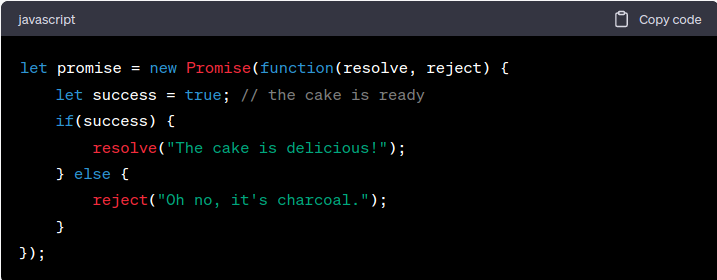 javascript
Copy code
let promise = new Promise(function(resolve, reject) {
    let success = true; // the cake is ready
    if(success) {
        resolve("The cake is delicious!");
    } else {
        reject("Oh no, it's charcoal.");
    }
});